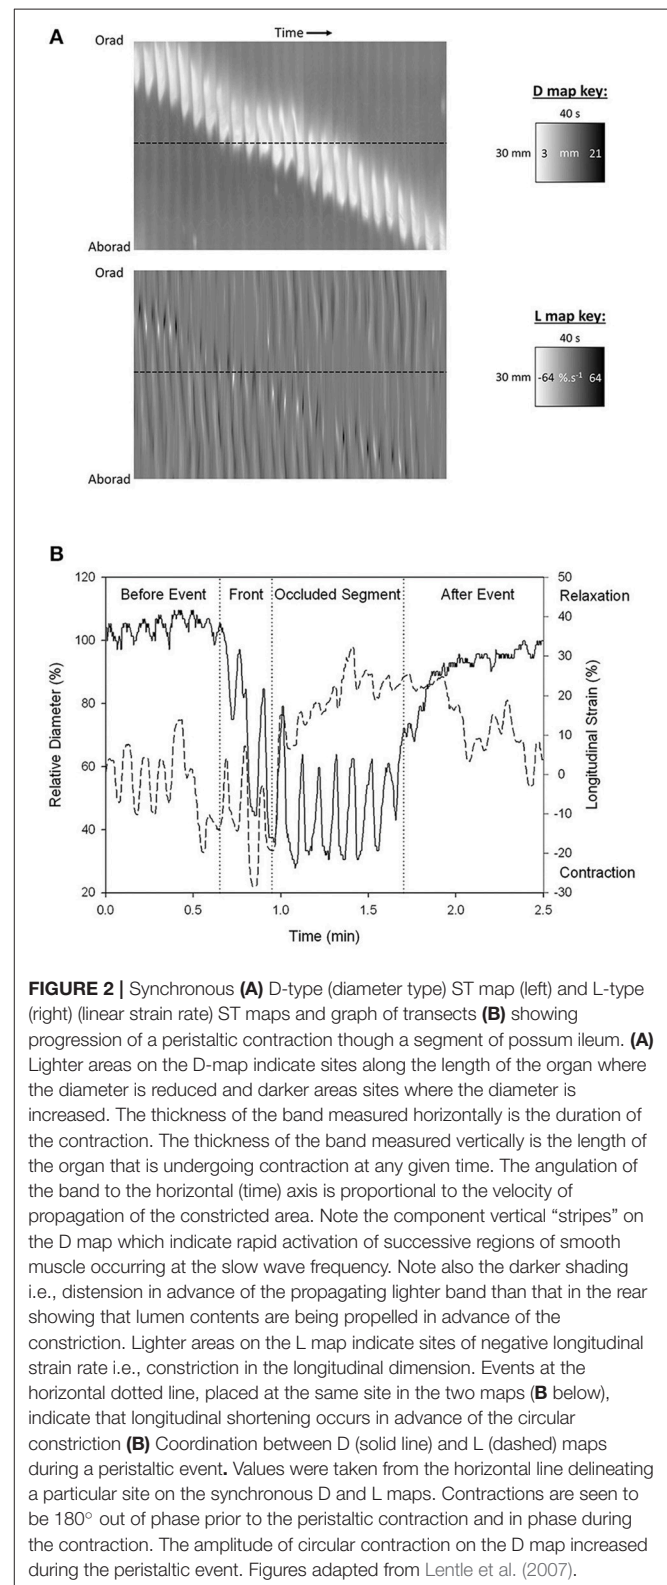 A
Orad
Time
D map key:
40 s
30 mm
3 mm 21
Aborad
Orad
L map key:
40 s
30 mm
-64 %.s⁻¹ 64
Aborad
B
120
100
80
60
40
20
Relative Diameter (%)
Before Event
Front
Occluded Segment
After Event
50
40
30
20
10
0
-10
-20
-30
Relaxation
Longitudinal Strain (%)
Contraction
0.0
0.5
1.0
1.5
2.0
2.5
Time (min)
FIGURE 2 | Synchronous (A) D-type (diameter type) ST map (left) and L-type
(right) (linear strain rate) ST maps and graph of transects (B) showing
progression of a peristaltic contraction though a segment of possum ileum. (A)
Lighter areas on the D-map indicate sites along the length of the organ where
the diameter is reduced and darker areas sites where the diameter is
increased. The thickness of the band measured horizontally is the duration of
the contraction. The thickness of the band measured vertically is the length of
the organ that is undergoing contraction at any given time. The angulation of
the band to the horizontal (time) axis is proportional to the velocity of
propagation of the constricted area. Note the component vertical “stripes” on
the D map which indicate rapid activation of successive regions of smooth
muscle occurring at the slow wave frequency. Note also the darker shading
i.e., distension in advance of the propagating lighter band than that in the rear
showing that lumen contents are being propelled in advance of the
constriction. Lighter areas on the L map indicate sites of negative longitudinal
strain rate i.e., constriction in the longitudinal dimension. Events at the
horizontal dotted line, placed at the same site in the two maps (B below),
indicate that longitudinal shortening occurs in advance of the circular
constriction (B) Coordination between D (solid line) and L (dashed) maps
during a peristaltic event. Values were taken from the horizontal line delineating
a particular site on the synchronous D and L maps. Contractions are seen to
be 180° out of phase prior to the peristaltic contraction and in phase during
the contraction. The amplitude of circular contraction on the D map increased
during the peristaltic event. Figures adapted from Lentle et al. (2007).